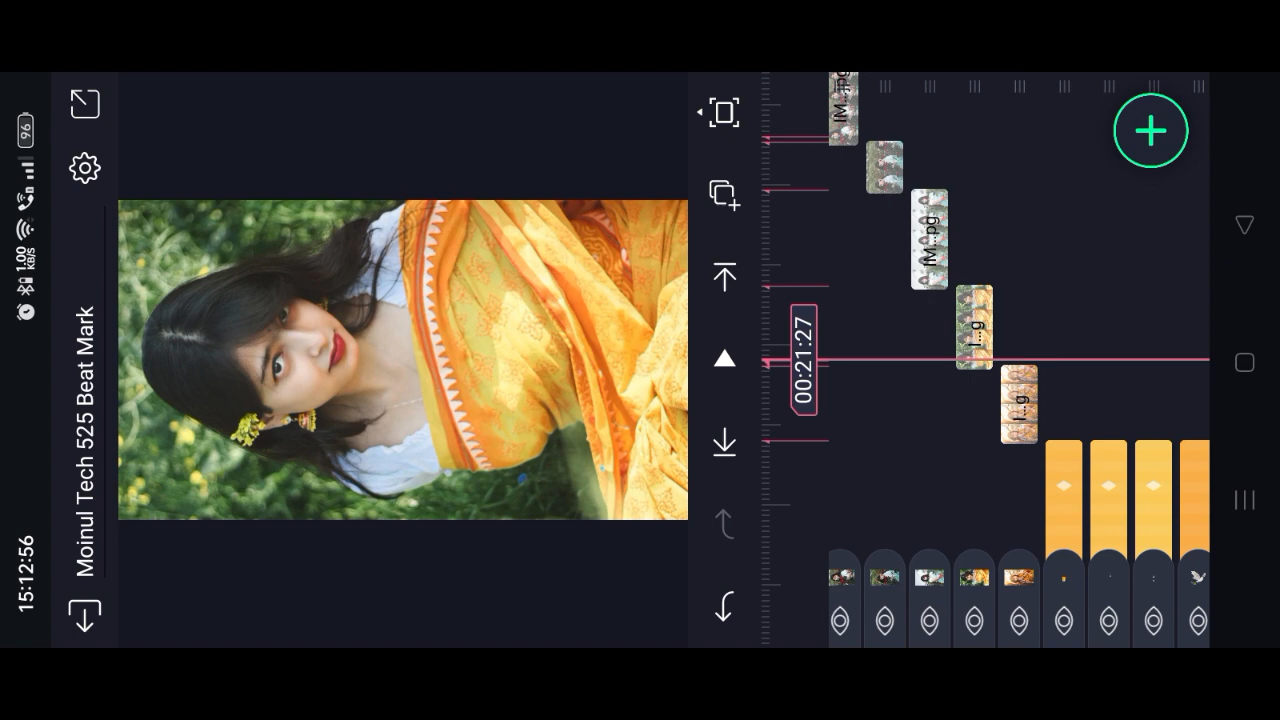 15:12:56
1.00
KB/S
96
Moinul Tech 525 Beat Mark
00:21:27
IM...jpg
IM...pg
I...g
I...g